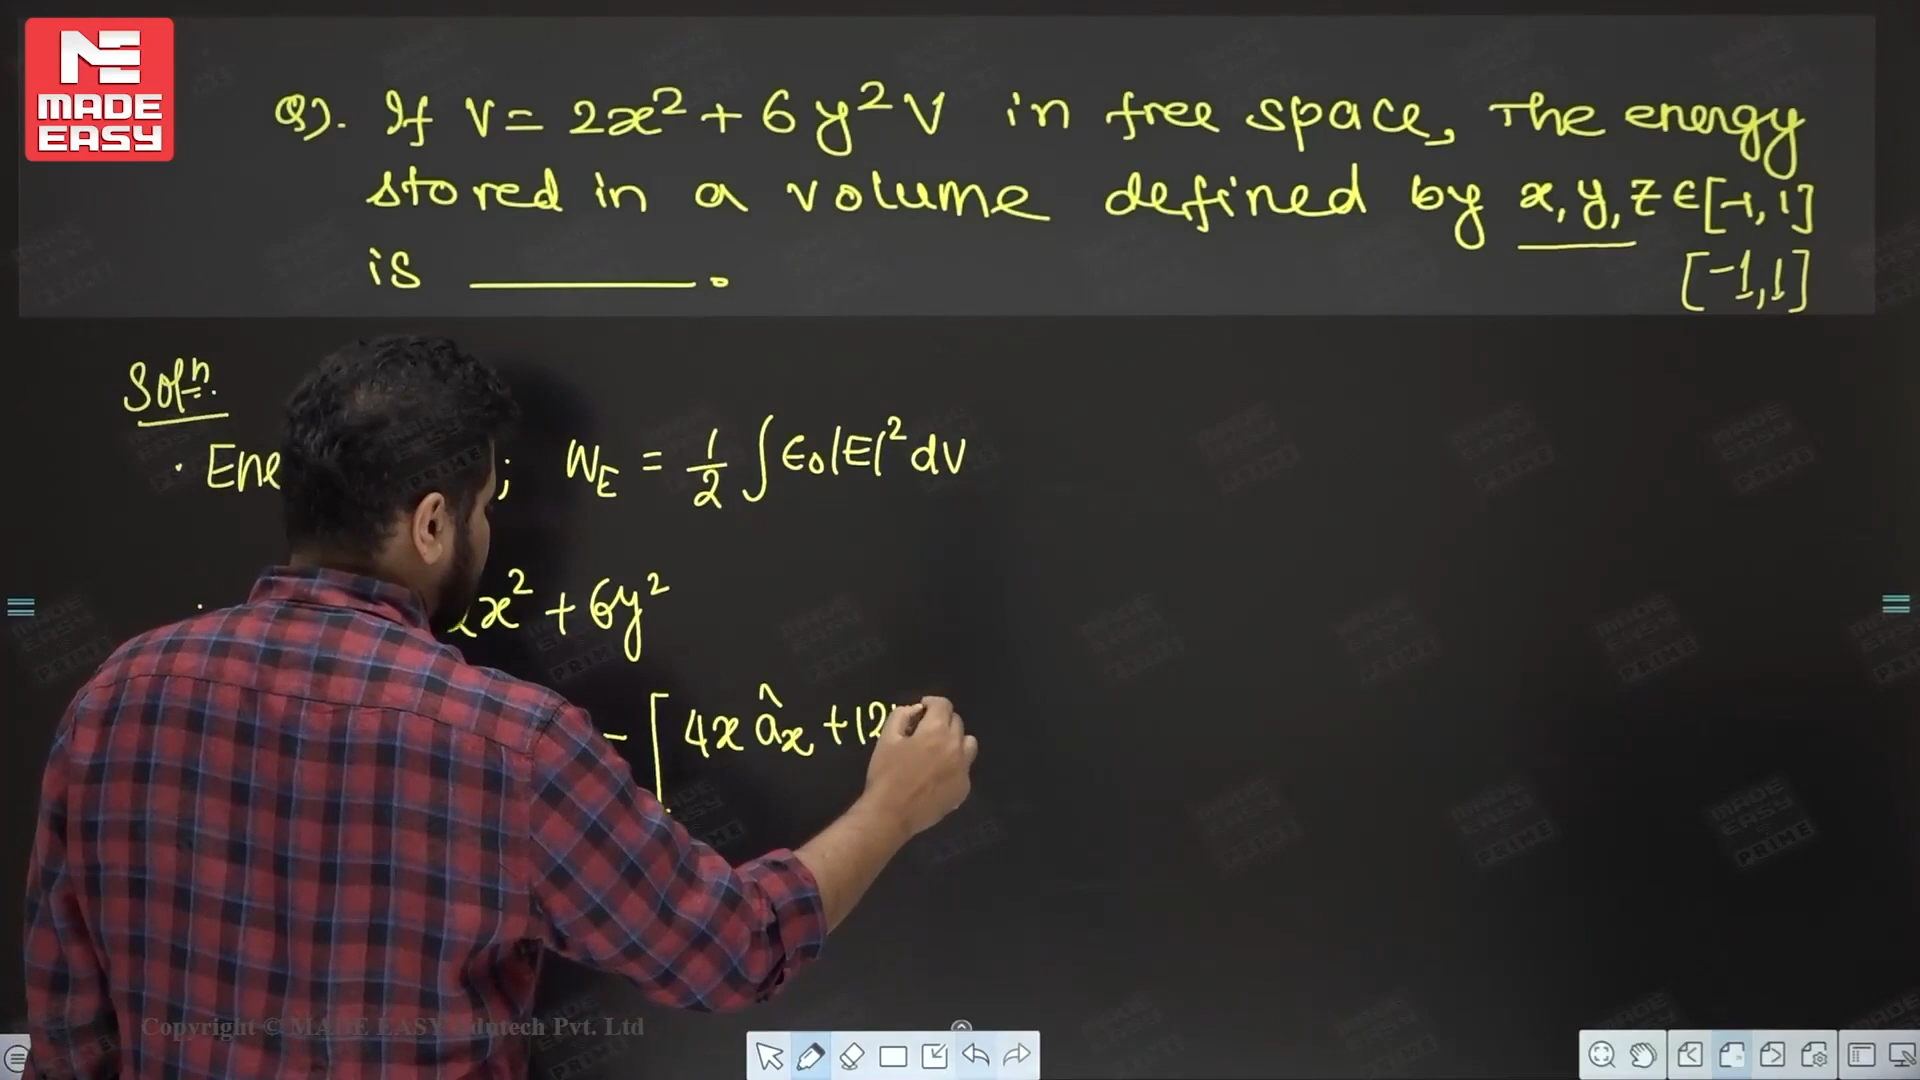 MADE
EASY
Q). If V = 2x² + 6y² V in free space, The energy
stored in a volume defined by x, y, z ∈ [-1, 1]
is ______.
[-1, 1]
Solⁿ.
· Ene ; W_E = 1/2 ∫ ε₀|E|² dV
x² + 6y²
- [ 4x âₓ + 12
Copyright © MADE EASY Edutech Pvt. Ltd